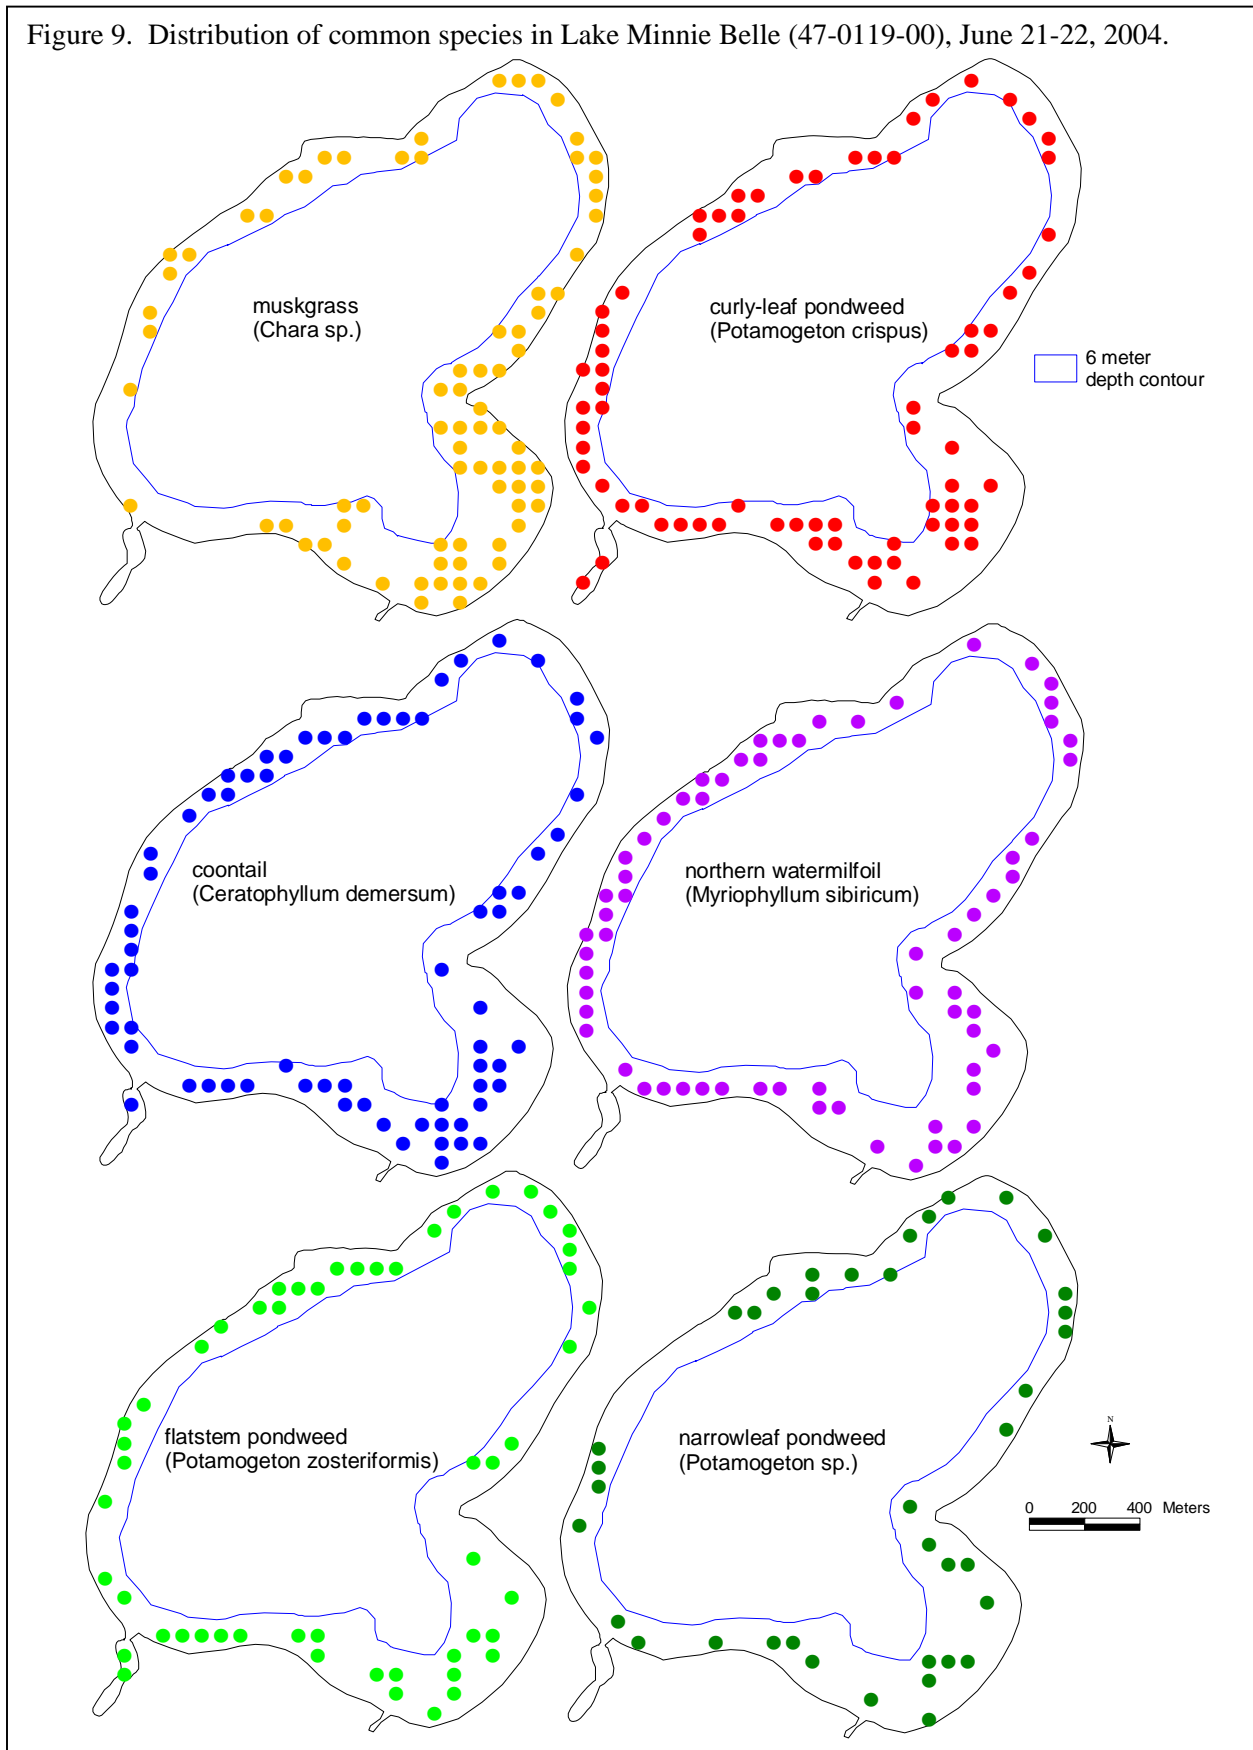 Figure 9. Distribution of common species in Lake Minnie Belle (47-0119-00), June 21-22, 2004.
muskgrass
(Chara sp.)
curly-leaf pondweed
(Potamogeton crispus)
6 meter
depth contour
coontail
(Ceratophyllum demersum)
northern watermilfoil
(Myriophyllum sibiricum)
flatstem pondweed
(Potamogeton zosteriformis)
narrowleaf pondweed
(Potamogeton sp.)
N
0 200 400 Meters